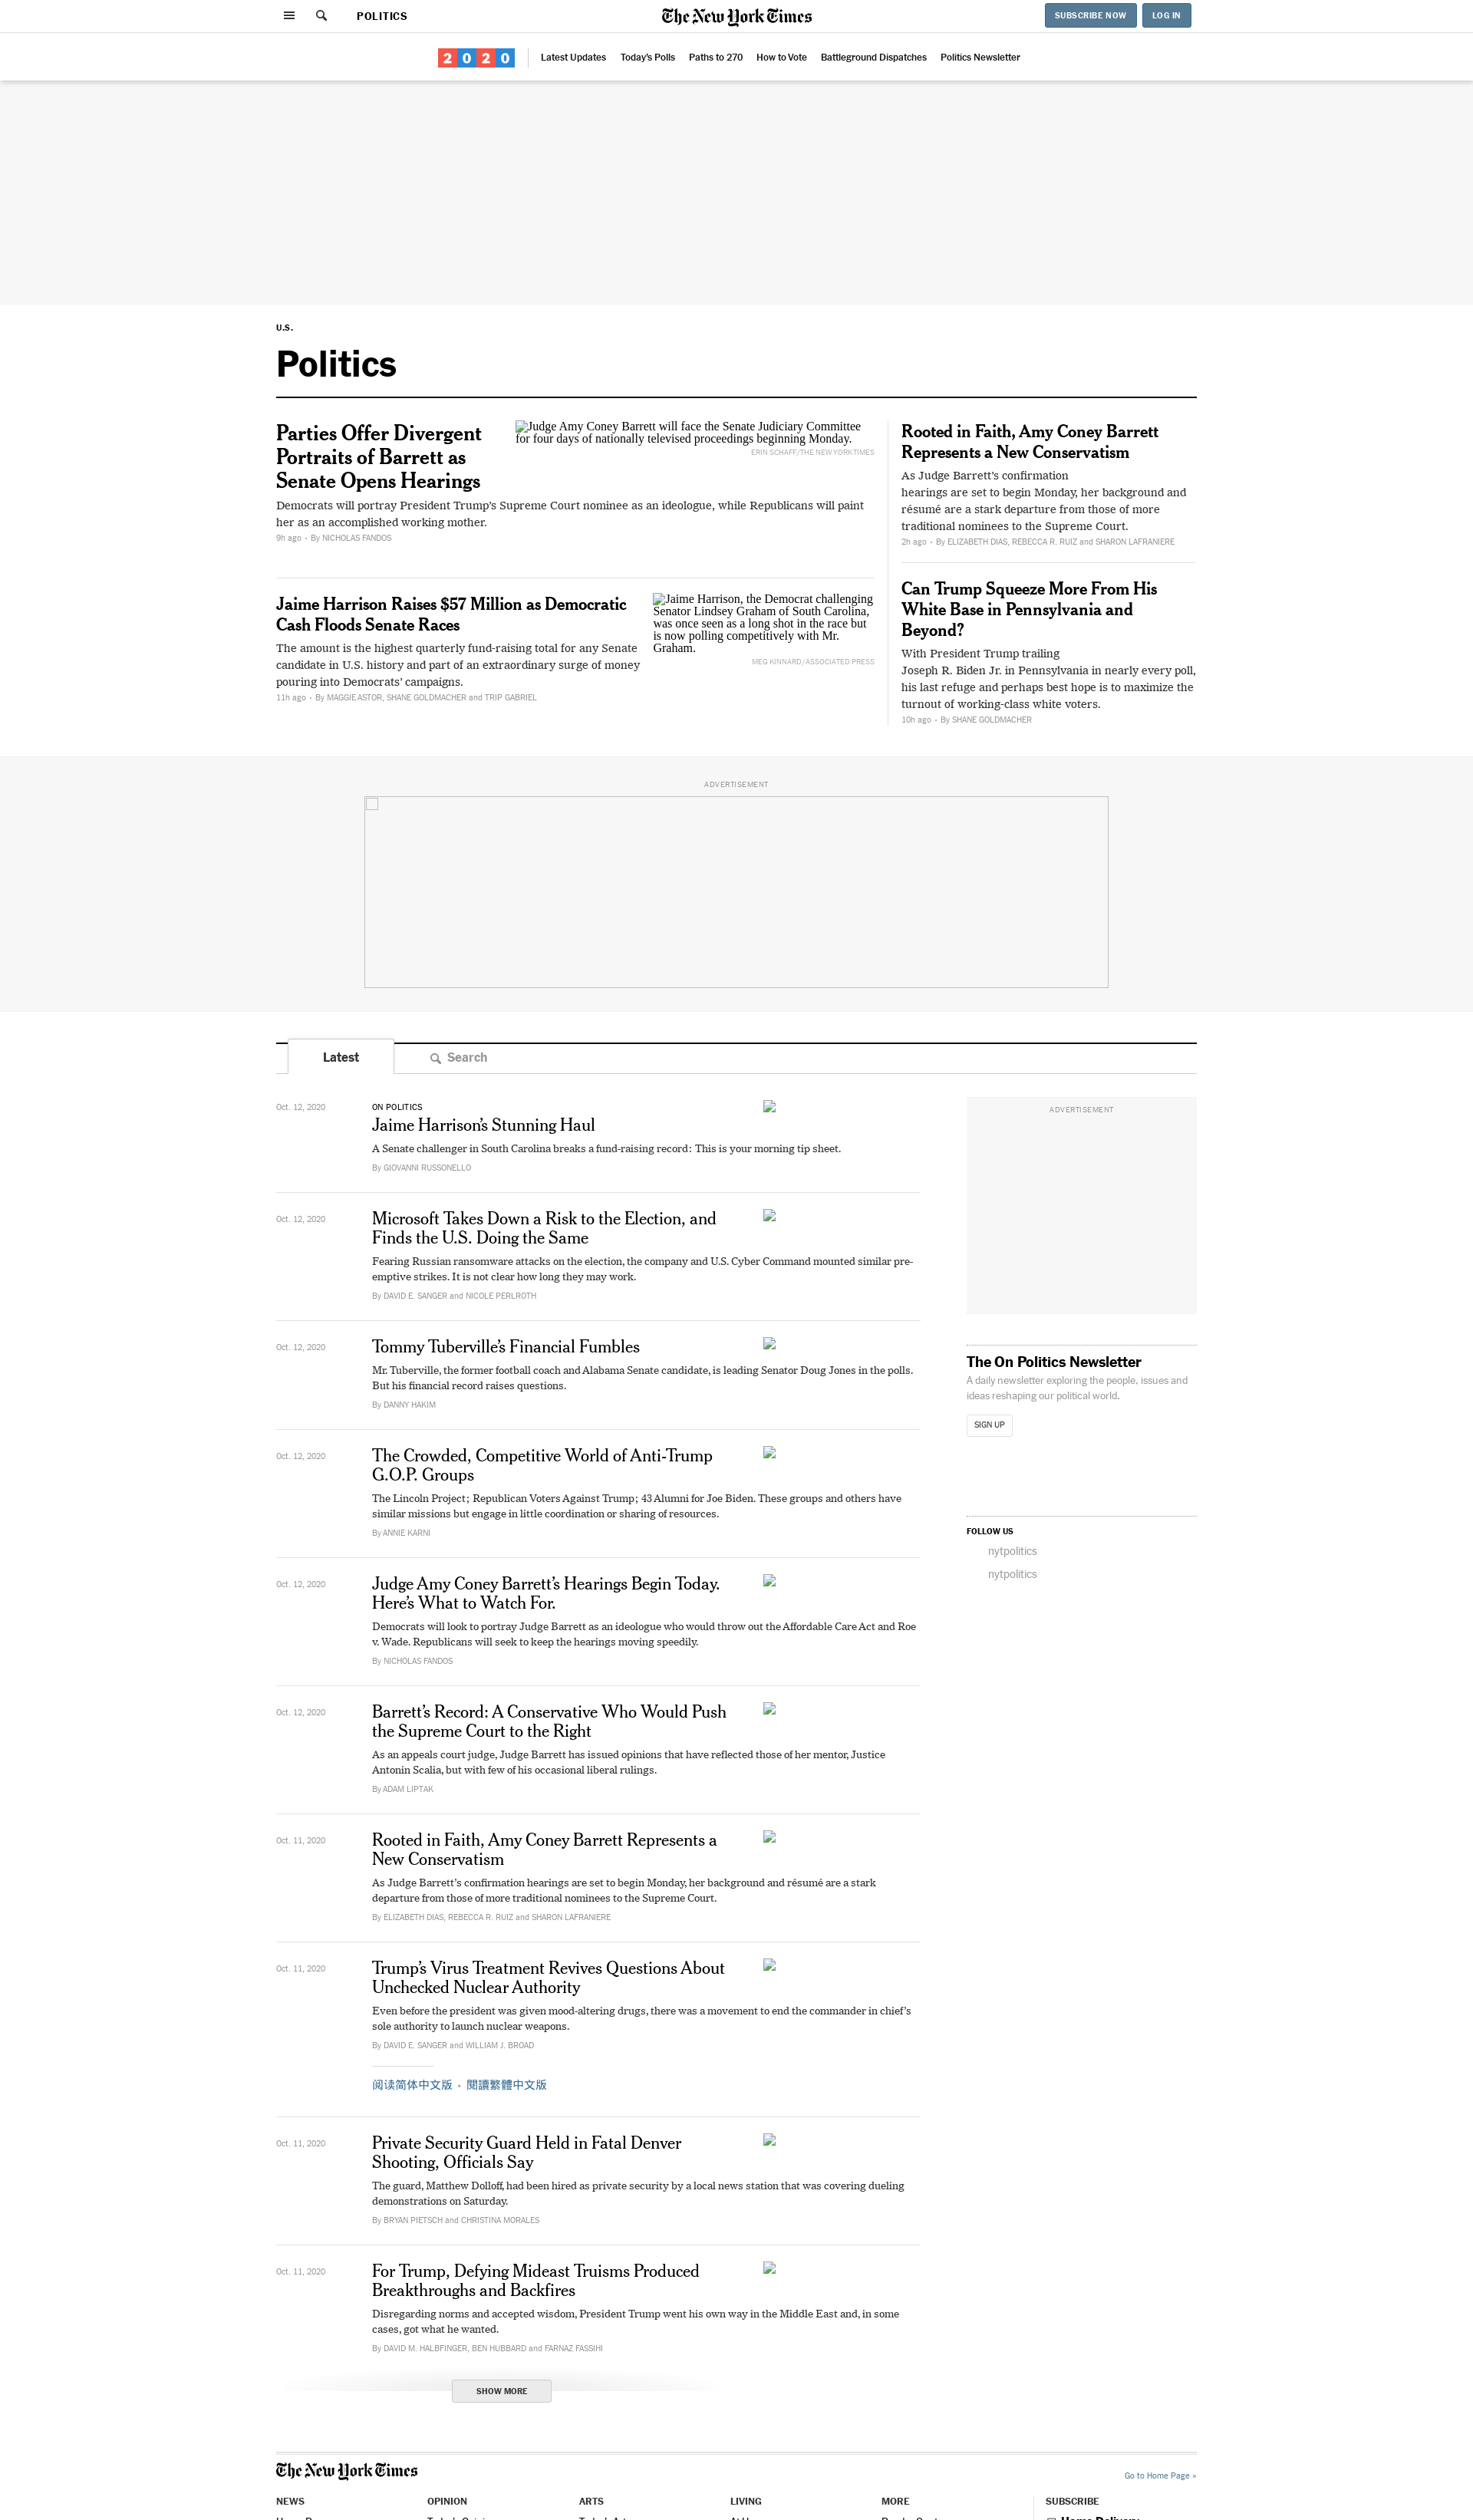 POLITICS
The New York Times
SUBSCRIBE NOW
LOG IN
2020
Latest Updates
Today's Polls
Paths to 270
How to Vote
Battleground Dispatches
Politics Newsletter
U.S.
Politics
Parties Offer Divergent
Portraits of Barrett as
Senate Opens Hearings
Judge Amy Coney Barrett will face the Senate Judiciary Committee
for four days of nationally televised proceedings beginning Monday.
ERIN SCHAFF/THE NEW YORK TIMES
Democrats will portray President Trump's Supreme Court nominee as an ideologue, while Republicans will paint
her as an accomplished working mother.
9h ago • By NICHOLAS FANDOS
Jaime Harrison Raises $57 Million as Democratic
Cash Floods Senate Races
The amount is the highest quarterly fund-raising total for any Senate
candidate in U.S. history and part of an extraordinary surge of money
pouring into Democrats' campaigns.
11h ago • By MAGGIE ASTOR, SHANE GOLDMACHER and TRIP GABRIEL
Jaime Harrison, the Democrat challenging
Senator Lindsey Graham of South Carolina,
was once seen as a long shot in the race but
is now polling competitively with Mr.
Graham.
MEG KINNARD/ASSOCIATED PRESS
Rooted in Faith, Amy Coney Barrett
Represents a New Conservatism
As Judge Barrett's confirmation
hearings are set to begin Monday, her background and
résumé are a stark departure from those of more
traditional nominees to the Supreme Court.
2h ago • By ELIZABETH DIAS, REBECCA R. RUIZ and SHARON LAFRANIERE
Can Trump Squeeze More From His
White Base in Pennsylvania and
Beyond?
With President Trump trailing
Joseph R. Biden Jr. in Pennsylvania in nearly every poll,
his last refuge and perhaps best hope is to maximize the
turnout of working-class white voters.
10h ago • By SHANE GOLDMACHER
ADVERTISEMENT
Latest
Search
Oct. 12, 2020
ON POLITICS
Jaime Harrison's Stunning Haul
A Senate challenger in South Carolina breaks a fund-raising record: This is your morning tip sheet.
By GIOVANNI RUSSONELLO
Oct. 12, 2020
Microsoft Takes Down a Risk to the Election, and
Finds the U.S. Doing the Same
Fearing Russian ransomware attacks on the election, the company and U.S. Cyber Command mounted similar pre-
emptive strikes. It is not clear how long they may work.
By DAVID E. SANGER and NICOLE PERLROTH
Oct. 12, 2020
Tommy Tuberville's Financial Fumbles
Mr. Tuberville, the former football coach and Alabama Senate candidate, is leading Senator Doug Jones in the polls.
But his financial record raises questions.
By DANNY HAKIM
Oct. 12, 2020
The Crowded, Competitive World of Anti-Trump
G.O.P. Groups
The Lincoln Project; Republican Voters Against Trump; 43 Alumni for Joe Biden. These groups and others have
similar missions but engage in little coordination or sharing of resources.
By ANNIE KARNI
Oct. 12, 2020
Judge Amy Coney Barrett's Hearings Begin Today.
Here's What to Watch For.
Democrats will look to portray Judge Barrett as an ideologue who would throw out the Affordable Care Act and Roe
v. Wade. Republicans will seek to keep the hearings moving speedily.
By NICHOLAS FANDOS
Oct. 12, 2020
Barrett's Record: A Conservative Who Would Push
the Supreme Court to the Right
As an appeals court judge, Judge Barrett has issued opinions that have reflected those of her mentor, Justice
Antonin Scalia, but with few of his occasional liberal rulings.
By ADAM LIPTAK
Oct. 11, 2020
Rooted in Faith, Amy Coney Barrett Represents a
New Conservatism
As Judge Barrett's confirmation hearings are set to begin Monday, her background and résumé are a stark
departure from those of more traditional nominees to the Supreme Court.
By ELIZABETH DIAS, REBECCA R. RUIZ and SHARON LAFRANIERE
Oct. 11, 2020
Trump's Virus Treatment Revives Questions About
Unchecked Nuclear Authority
Even before the president was given mood-altering drugs, there was a movement to end the commander in chief's
sole authority to launch nuclear weapons.
By DAVID E. SANGER and WILLIAM J. BROAD
阅读简体中文版 • 閱讀繁體中文版
Oct. 11, 2020
Private Security Guard Held in Fatal Denver
Shooting, Officials Say
The guard, Matthew Dolloff, had been hired as private security by a local news station that was covering dueling
demonstrations on Saturday.
By BRYAN PIETSCH and CHRISTINA MORALES
Oct. 11, 2020
For Trump, Defying Mideast Truisms Produced
Breakthroughs and Backfires
Disregarding norms and accepted wisdom, President Trump went his own way in the Middle East and, in some
cases, got what he wanted.
By DAVID M. HALBFINGER, BEN HUBBARD and FARNAZ FASSIHI
SHOW MORE
ADVERTISEMENT
The On Politics Newsletter
A daily newsletter exploring the people, issues and
ideas reshaping our political world.
SIGN UP
FOLLOW US
nytpolitics
nytpolitics
The New York Times
Go to Home Page »
NEWS
OPINION
ARTS
LIVING
MORE
SUBSCRIBE